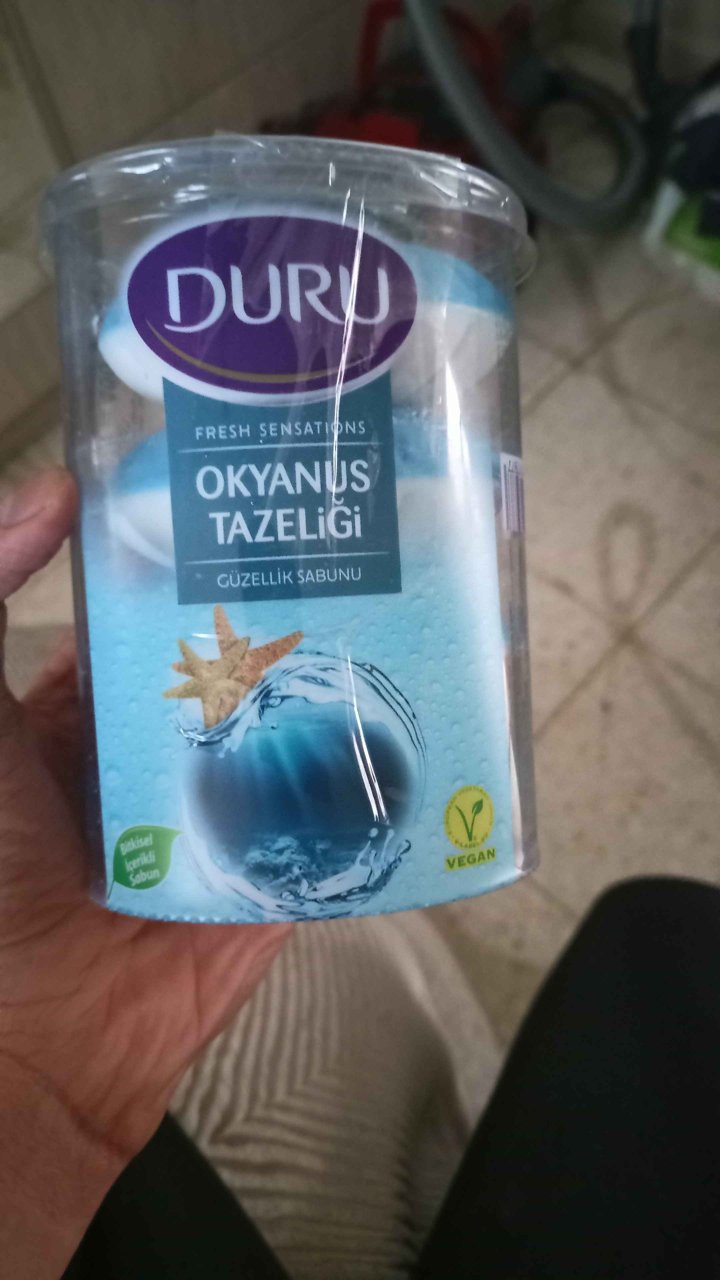 DURU
FRESH SENSATIONS
OKYANUS
TAZELİĞİ
GÜZELLİK SABUNU
Bitkisel
İçerikli
Sabun
VEGAN